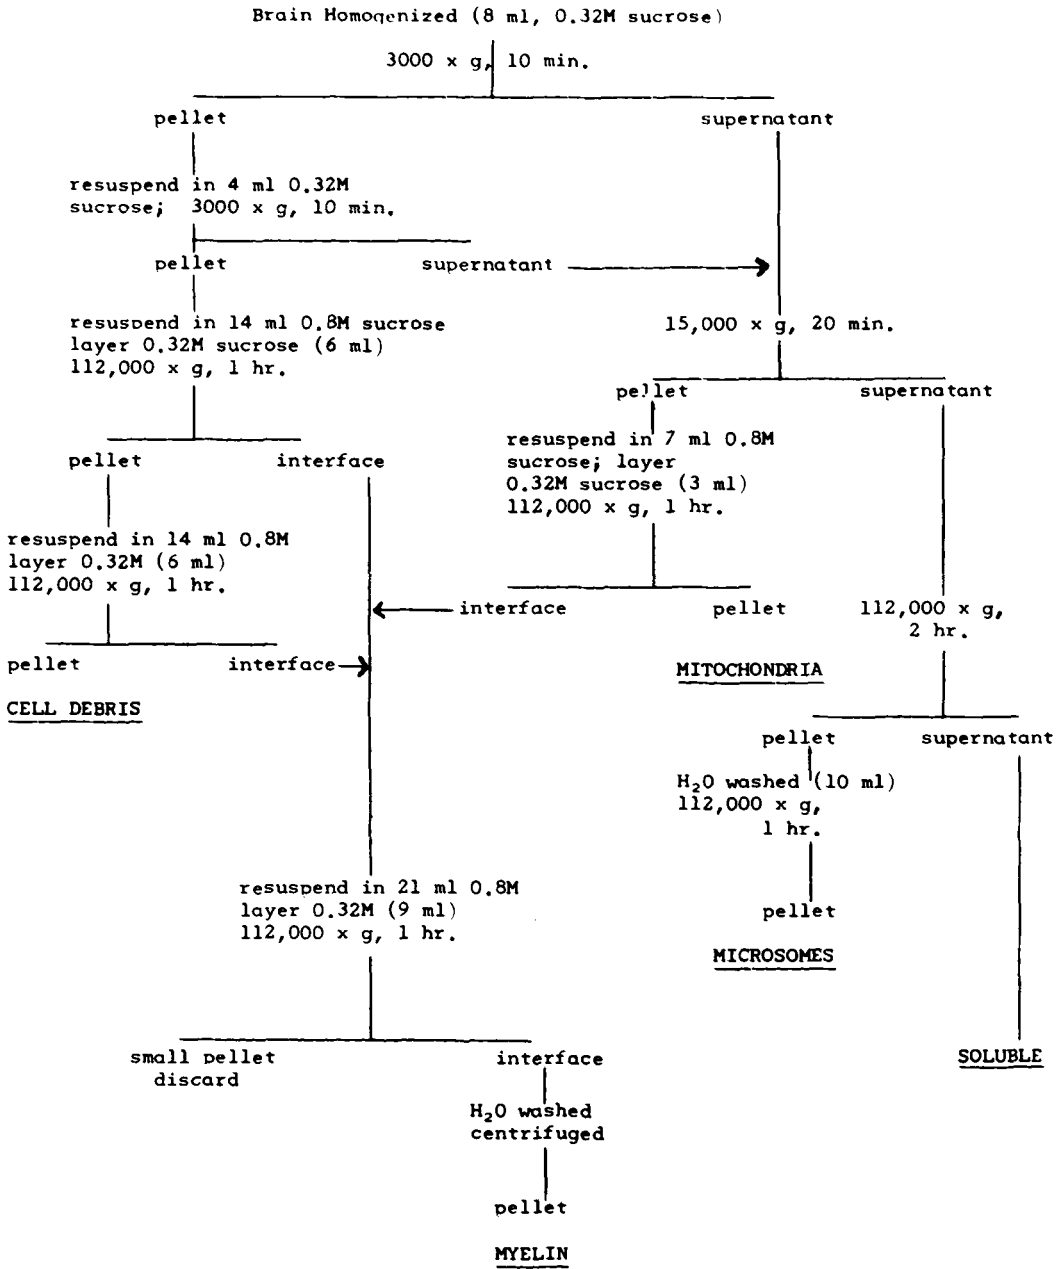 Brain Homogenized (8 ml, 0.32M sucrose)
3000 x g, 10 min.
pellet
supernatant
resuspend in 4 ml 0.32M
sucrose; 3000 x g, 10 min.
pellet
supernatant
resuspend in 14 ml 0.8M sucrose
layer 0.32M sucrose (6 ml)
112,000 x g, 1 hr.
15,000 x g, 20 min.
pellet
supernatant
pellet
interface
resuspend in 7 ml 0.8M
sucrose; layer
0.32M sucrose (3 ml)
112,000 x g, 1 hr.
resuspend in 14 ml 0.8M
layer 0.32M (6 ml)
112,000 x g, 1 hr.
interface
pellet
112,000 x g,
2 hr.
pellet
interface
MITOCHONDRIA
CELL DEBRIS
pellet
supernatant
H₂O washed (10 ml)
112,000 x g,
1 hr.
resuspend in 21 ml 0.8M
layer 0.32M (9 ml)
112,000 x g, 1 hr.
pellet
MICROSOMES
small pellet
discard
interface
SOLUBLE
H₂O washed
centrifuged
pellet
MYELIN